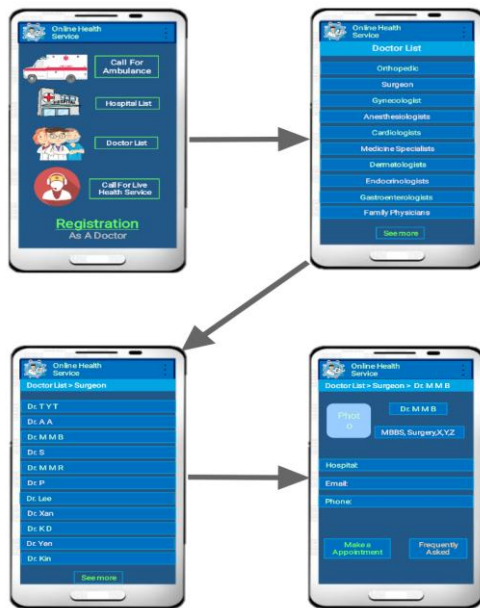 Online Health
Service
Call For
Ambulance
Hospital List
Doctor List
Call For Live
Health Service
Registration
As A Doctor
Online Health
Service
Doctor List
Orthopedic
Surgeon
Gynecologist
Anesthesiologists
Cardiologists
Medicine Specialists
Dermatologists
Endocrinologists
Gastroenterologists
Family Physicians
See more
Online Health
Service
Doctor List > Surgeon
Dr. T Y T
Dr. A A
Dr. M M B
Dr. S
Dr. M M R
Dr. P
Dr. Lee
Dr. Xan
Dr. K D
Dr. Yan
Dr. Kin
See more
Online Health
Service
Doctor List > Surgeon > Dr. M M B
Phot
o
Dr. M M B
MBBS, Surgery,X,Y,Z
Hospital:
Email:
Phone:
Make a
Appointment
Frequently
Asked